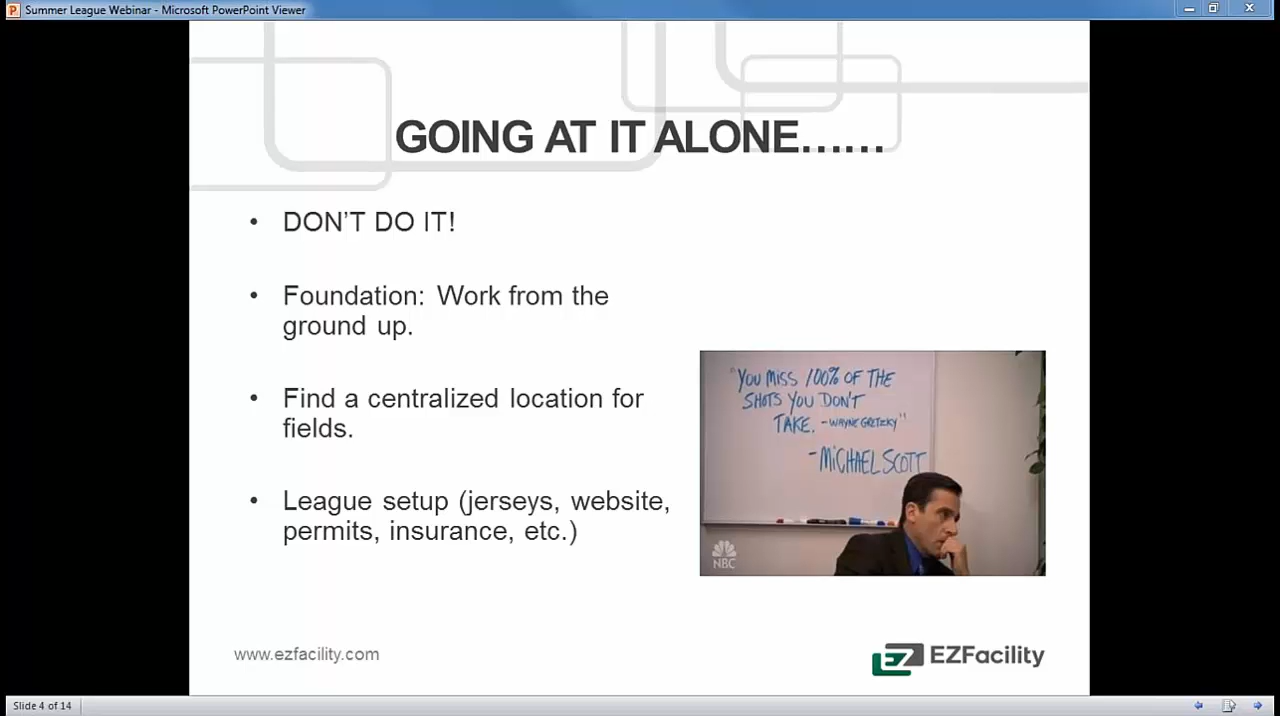 Summer League Webinar - Microsoft PowerPoint Viewer
GOING AT IT ALONE……
• DON'T DO IT!
• Foundation: Work from the
ground up.
• Find a centralized location for
fields.
• League setup (jerseys, website,
permits, insurance, etc.)
"YOU MISS 100% OF THE
SHOTS YOU DON'T
TAKE. -WAYNE GRETZKY"
-MICHAEL SCOTT
NBC
www.ezfacility.com
EZFacility
Slide 4 of 14